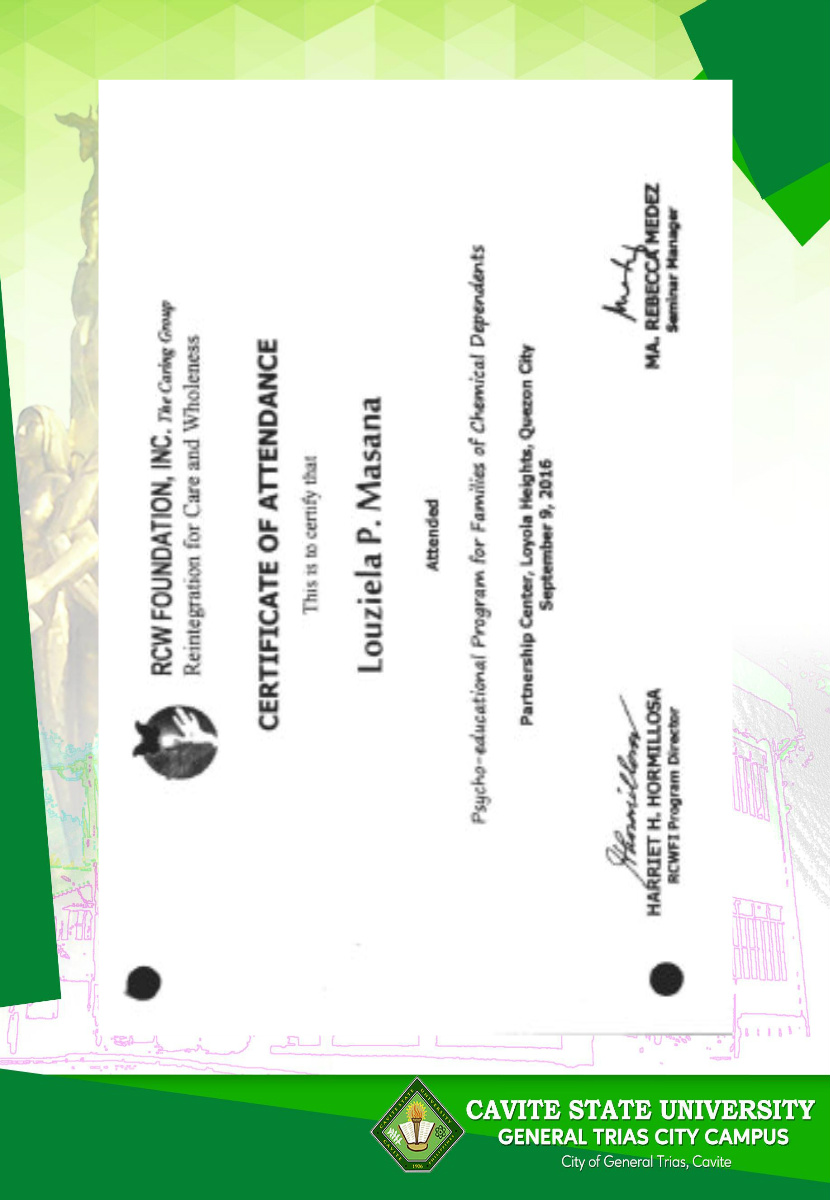 RCW FOUNDATION, INC. The Caring Group
Reintegration for Care and Wholeness
CERTIFICATE OF ATTENDANCE
This is to certify that
Louziela P. Masana
Attended
Psycho-educational Program for Families of Chemical Dependents
Partnership Center, Loyola Heights, Quezon City
September 9, 2016
HARRIET H. HORMILLOSA
RCWFI Program Director
MA. REBECCA MEDEZ
Seminar Manager
CAVITE STATE UNIVERSITY
GENERAL TRIAS CITY CAMPUS
City of General Trias, Cavite